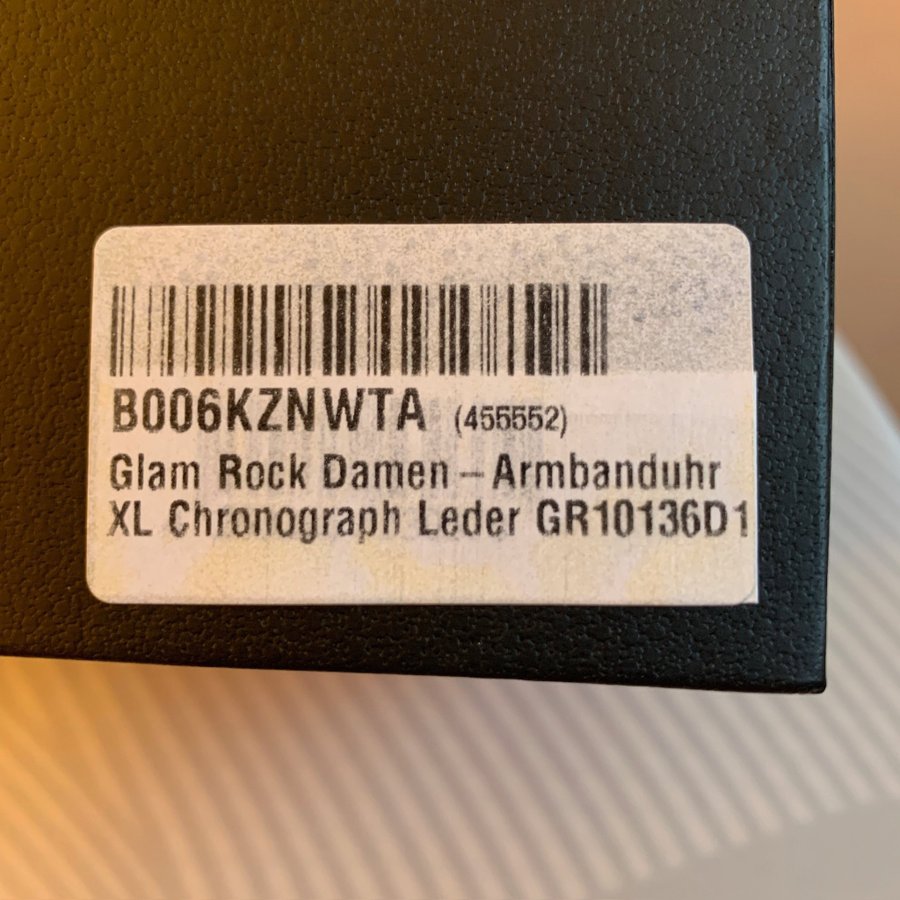 B006KZNWTA (455552)
Glam Rock Damen – Armbanduhr
XL Chronograph Leder GR10136D1